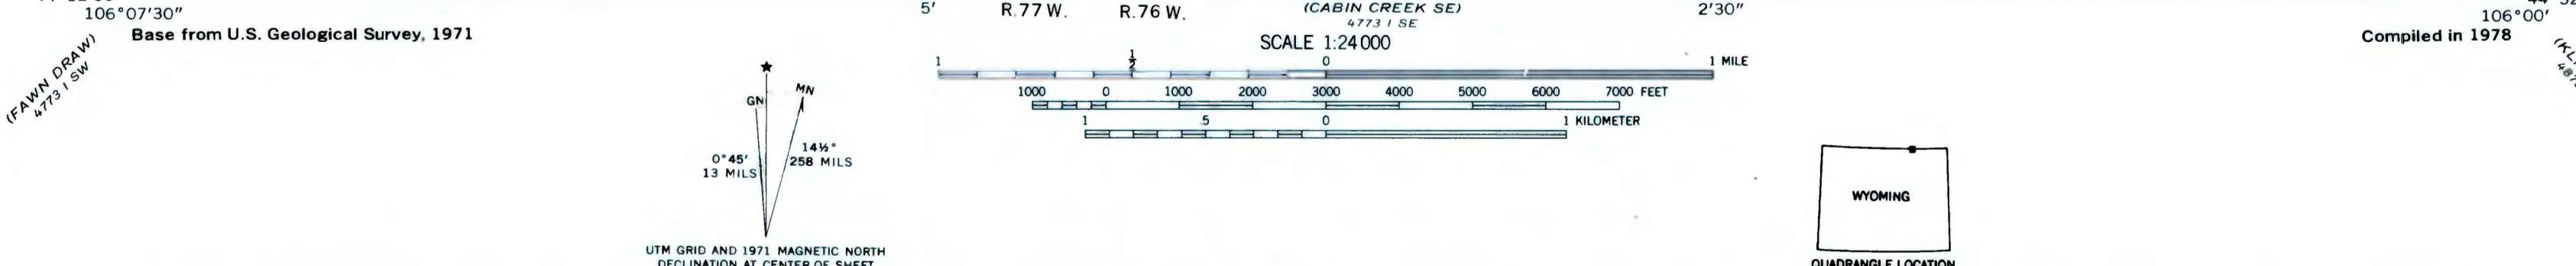 106°07'30"
5'
R.77 W. R.76 W.
(CABIN CREEK SE)
4773 I SE
2'30"
106°00'
Base from U.S. Geological Survey, 1971
SCALE 1:24 000
Compiled in 1978
(FAWN DRAW)
4773 I SW
1 1/2 0 1 MILE
1000 0 1000 2000 3000 4000 5000 6000 7000 FEET
1 .5 0 1 KILOMETER
★
GN
MN
0°45'
13 MILS
14½°
258 MILS
UTM GRID AND 1971 MAGNETIC NORTH
DECLINATION AT CENTER OF SHEET
WYOMING
QUADRANGLE LOCATION